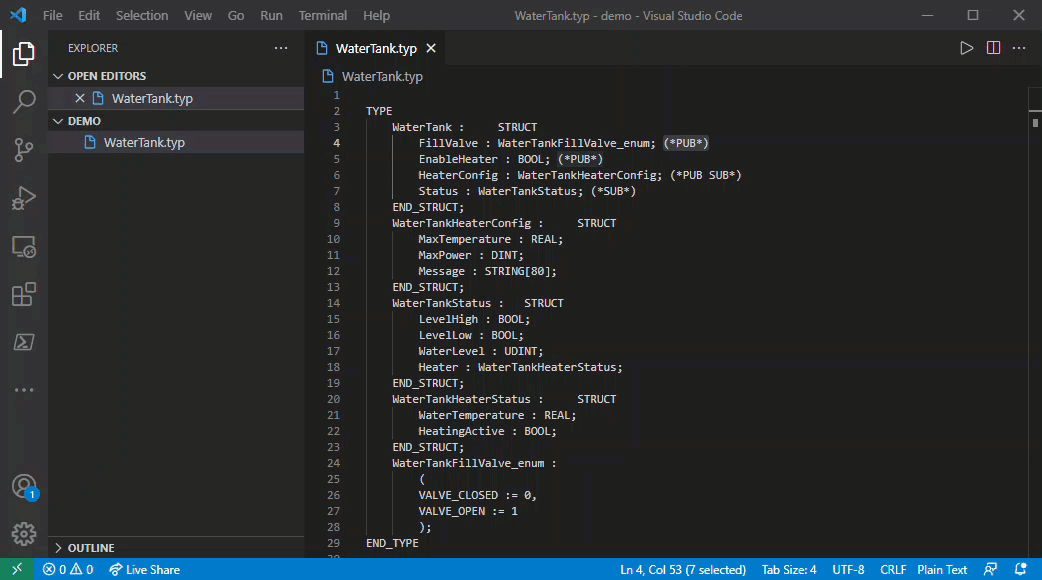 File Edit Selection View Go Run Terminal Help WaterTank.typ - demo - Visual Studio Code
EXPLORER
OPEN EDITORS
WaterTank.typ
DEMO
WaterTank.typ
OUTLINE
WaterTank.typ
WaterTank.typ
1
2 TYPE
3 WaterTank : STRUCT
4 FillValve : WaterTankFillValve_enum; (*PUB*)
5 EnableHeater : BOOL; (*PUB*)
6 HeaterConfig : WaterTankHeaterConfig; (*PUB SUB*)
7 Status : WaterTankStatus; (*SUB*)
8 END_STRUCT;
9 WaterTankHeaterConfig : STRUCT
10 MaxTemperature : REAL;
11 MaxPower : DINT;
12 Message : STRING[80];
13 END_STRUCT;
14 WaterTankStatus : STRUCT
15 LevelHigh : BOOL;
16 LevelLow : BOOL;
17 WaterLevel : UDINT;
18 Heater : WaterTankHeaterStatus;
19 END_STRUCT;
20 WaterTankHeaterStatus : STRUCT
21 WaterTemperature : REAL;
22 HeatingActive : BOOL;
23 END_STRUCT;
24 WaterTankFillValve_enum :
25 (
26 VALVE_CLOSED := 0,
27 VALVE_OPEN := 1
28 );
29 END_TYPE
1
0 0 Live Share Ln 4, Col 53 (7 selected) Tab Size: 4 UTF-8 CRLF Plain Text